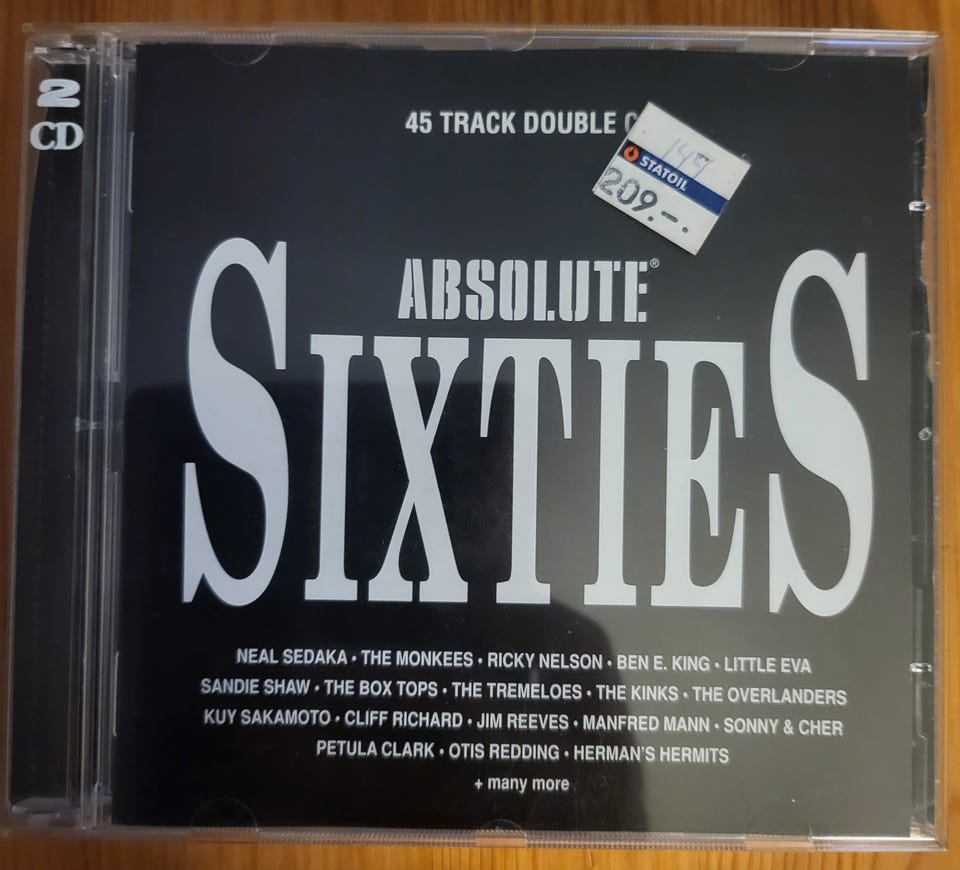 2
CD
45 TRACK DOUBLE
149
STATOIL
209.-.
ABSOLUTE®
SIXTIES
NEAL SEDAKA • THE MONKEES • RICKY NELSON • BEN E. KING • LITTLE EVA
SANDIE SHAW • THE BOX TOPS • THE TREMELOES • THE KINKS • THE OVERLANDERS
KUY SAKAMOTO • CLIFF RICHARD • JIM REEVES • MANFRED MANN • SONNY & CHER
PETULA CLARK • OTIS REDDING • HERMAN'S HERMITS
+ many more